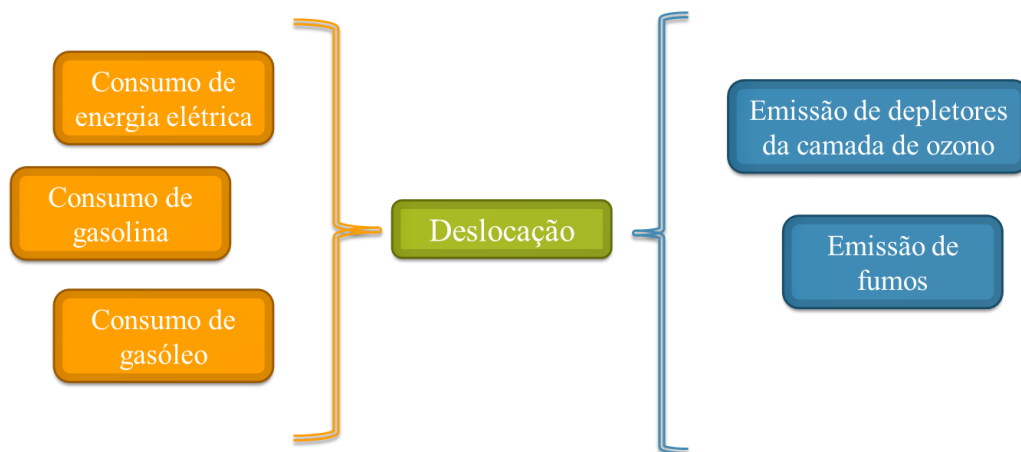 Consumo de
energia elétrica
Consumo de
gasolina
Consumo de
gasóleo
Deslocação
Emissão de depletores
da camada de ozono
Emissão de
fumos